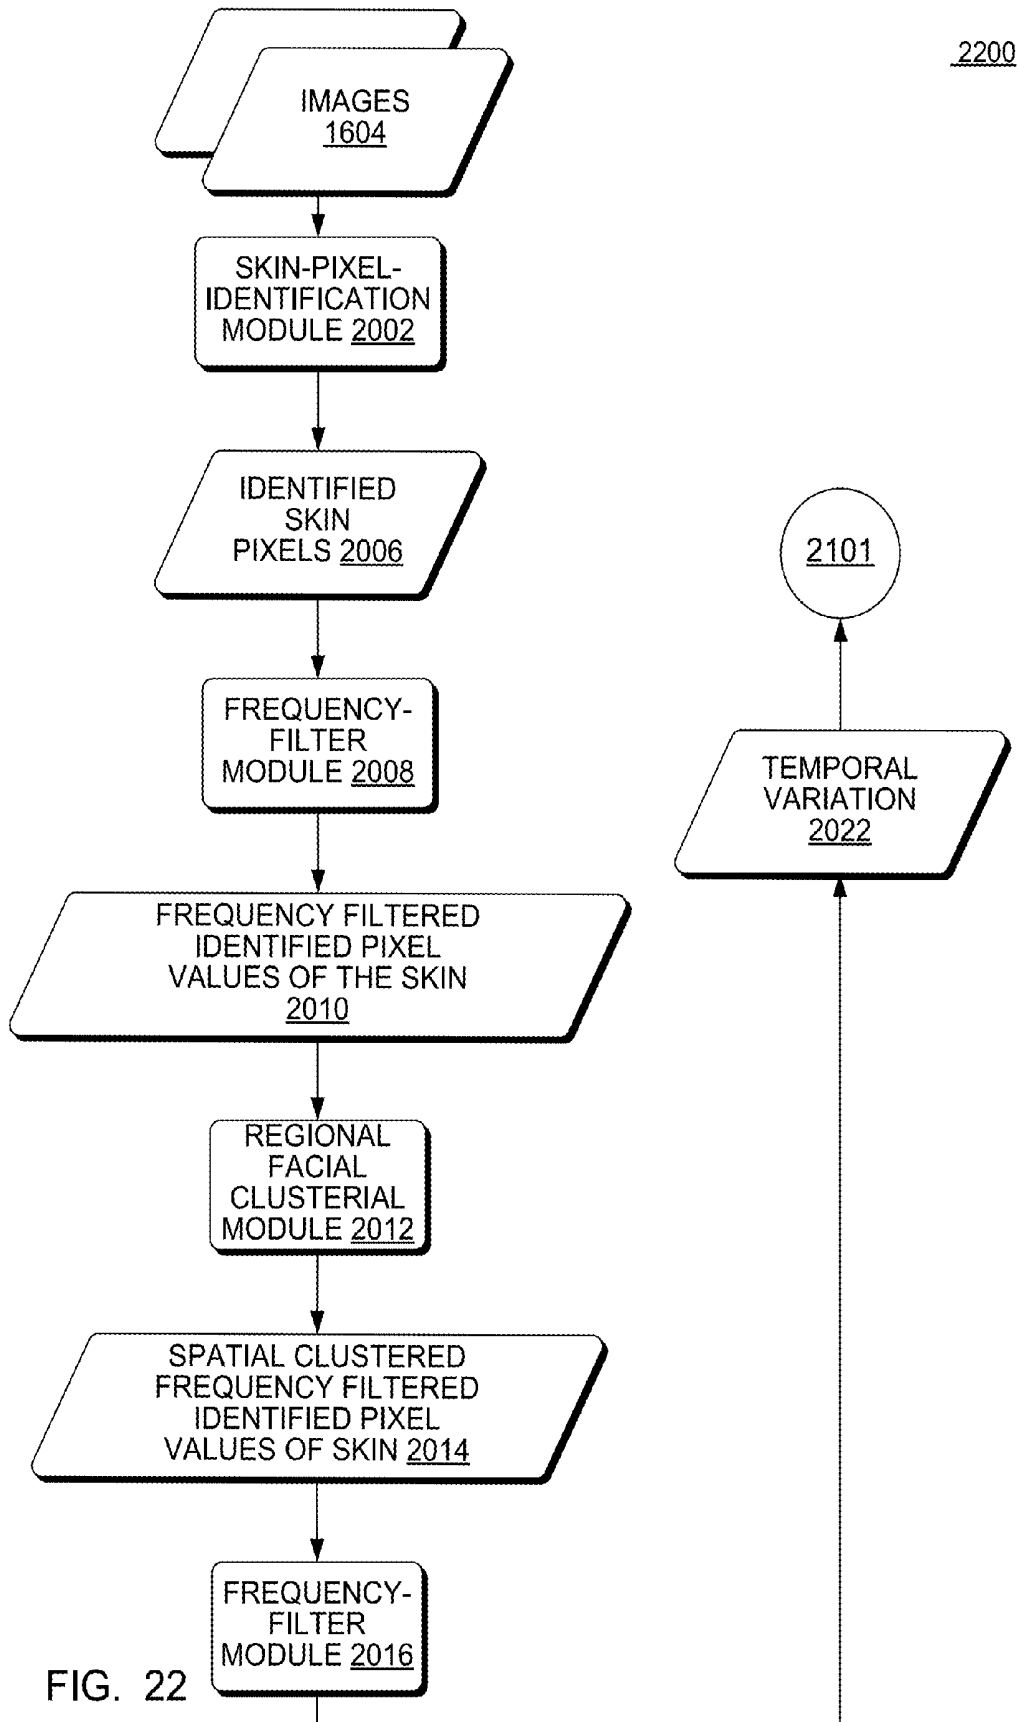 2200
IMAGES
1604
SKIN-PIXEL-
IDENTIFICATION
MODULE 2002
IDENTIFIED
SKIN
PIXELS 2006
2101
FREQUENCY-
FILTER
MODULE 2008
TEMPORAL
VARIATION
2022
FREQUENCY FILTERED
IDENTIFIED PIXEL
VALUES OF THE SKIN
2010
REGIONAL
FACIAL
CLUSTERIAL
MODULE 2012
SPATIAL CLUSTERED
FREQUENCY FILTERED
IDENTIFIED PIXEL
VALUES OF SKIN 2014
FREQUENCY-
FILTER
MODULE 2016
FIG. 22